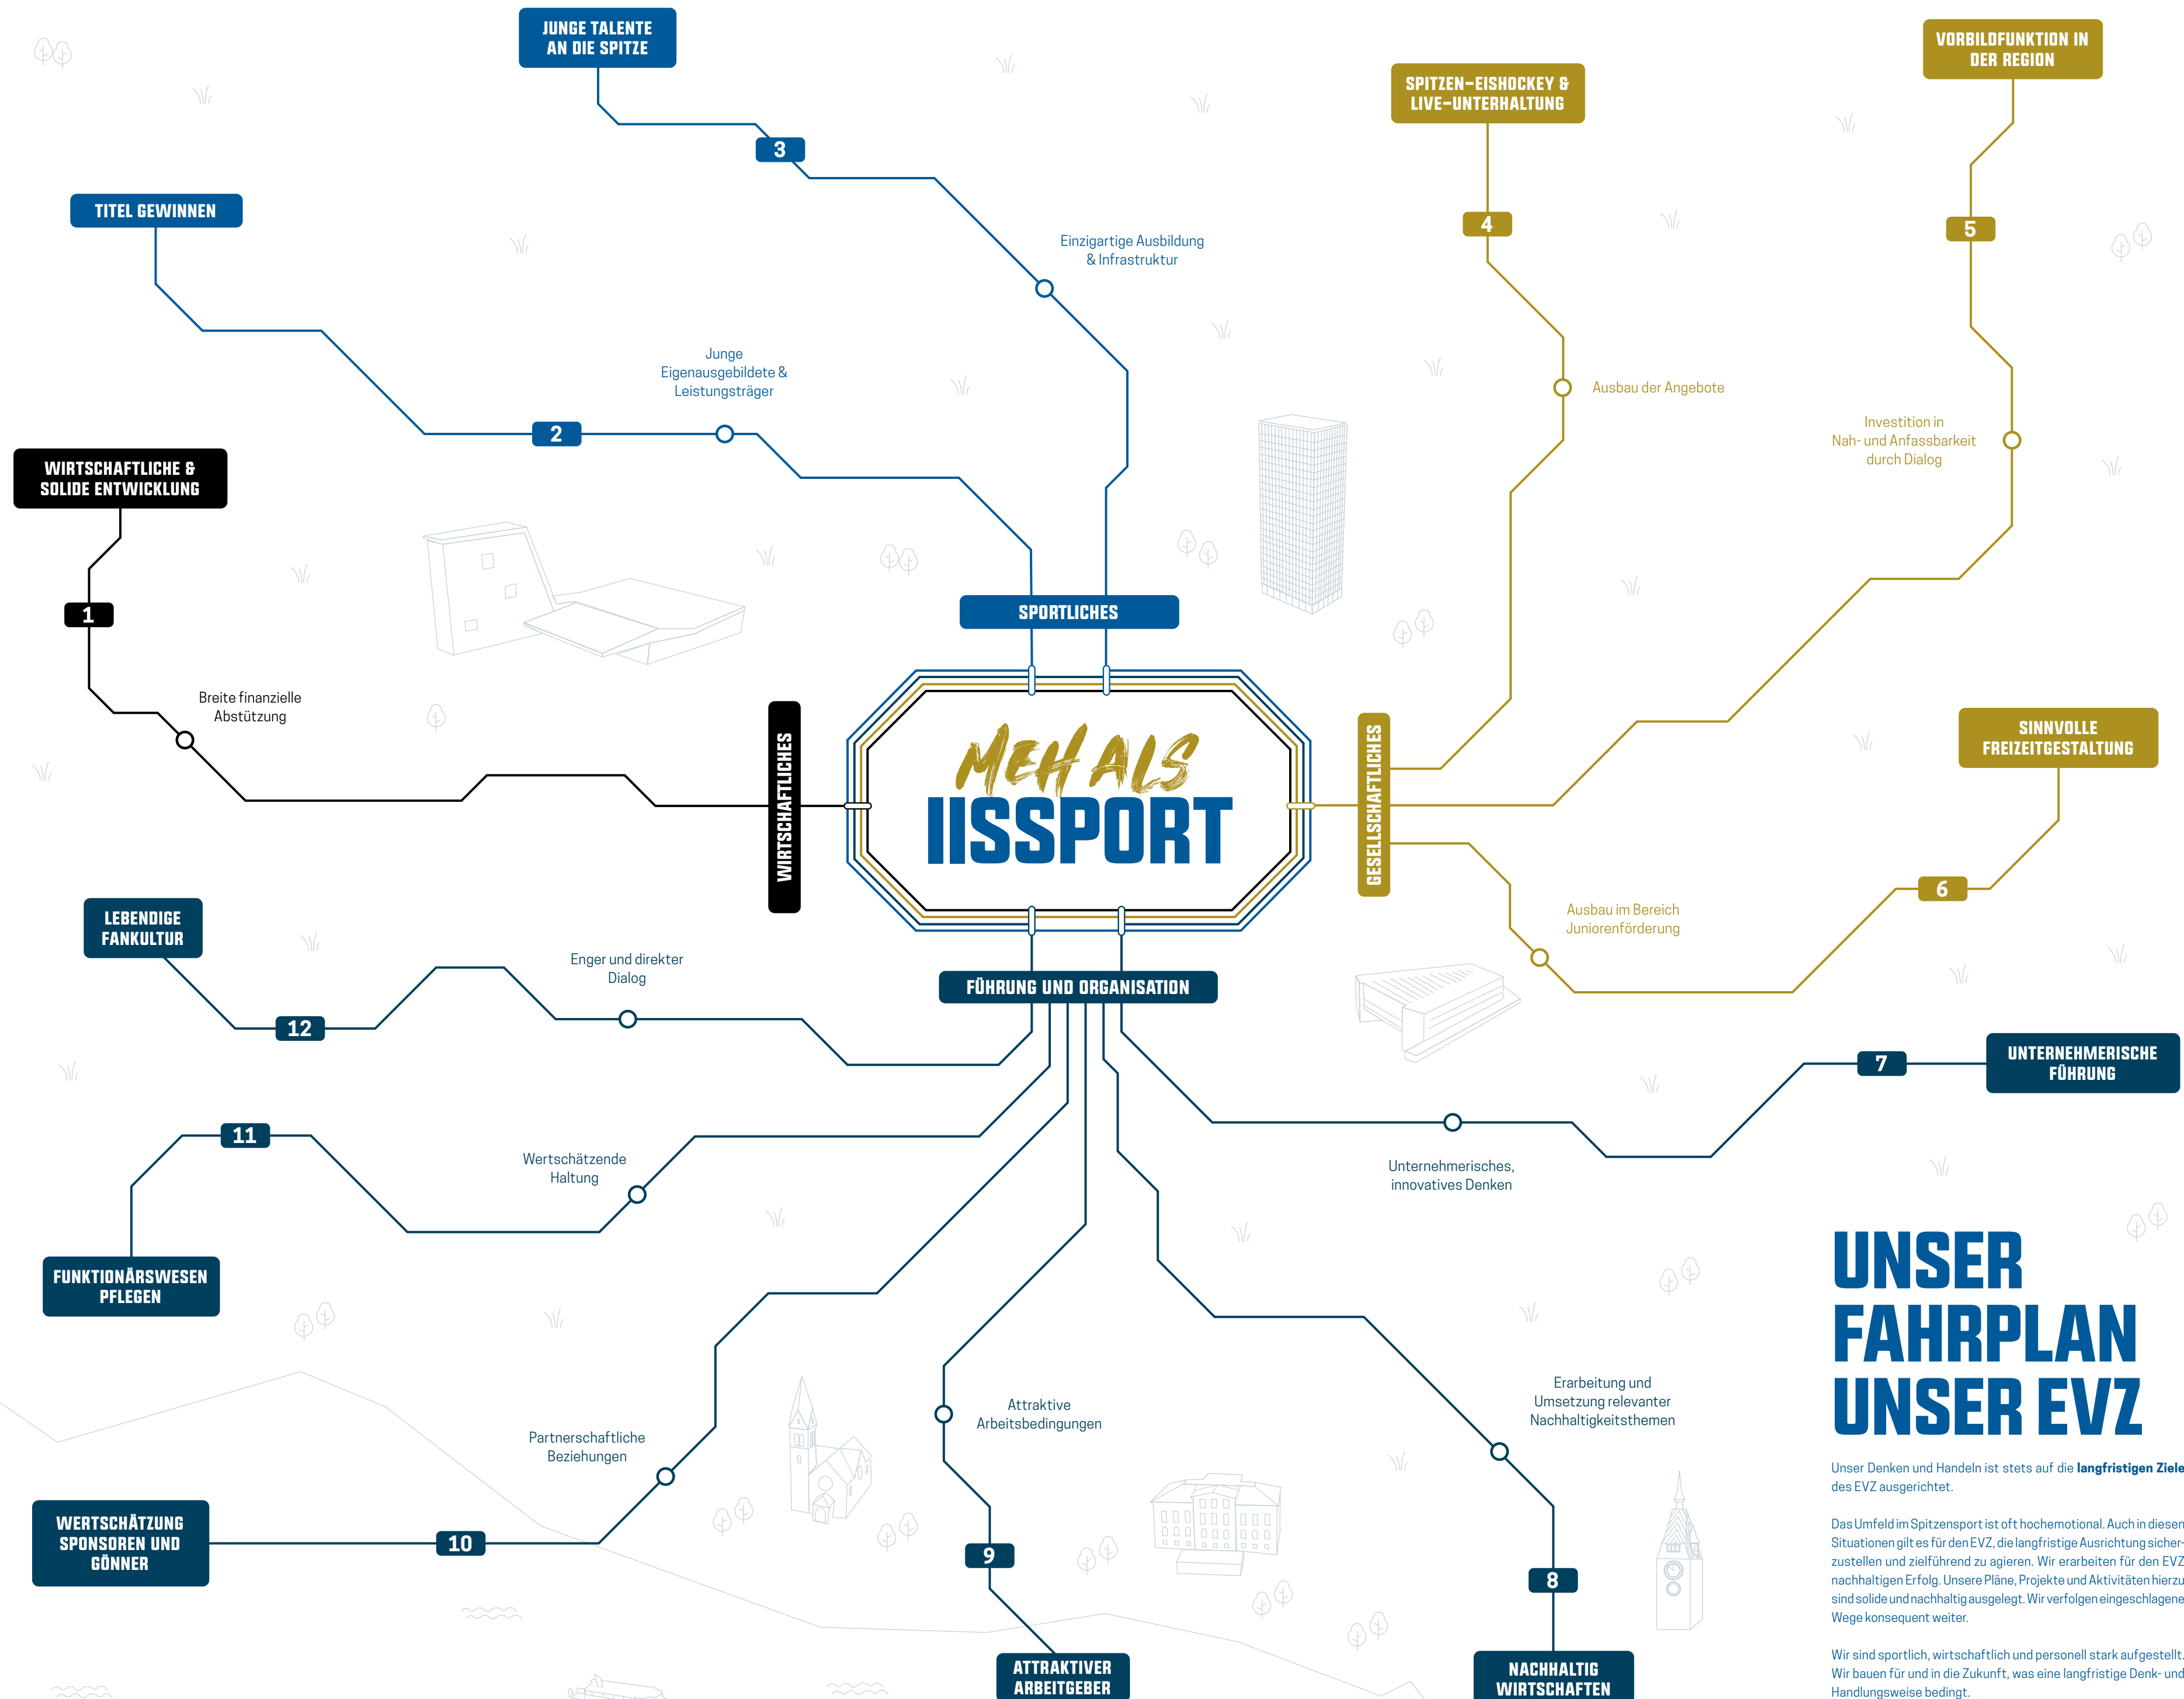 JUNGE TALENTE
AN DIE SPITZE
VORBILDFUNKTION IN
DER REGION
SPITZEN-EISHOCKEY &
LIVE-UNTERHALTUNG
3
TITEL GEWINNEN
4
5
Einzigartige Ausbildung
& Infrastruktur
Junge
Eigenausgebildete &
Leistungsträger
Ausbau der Angebote
2
Investition in
Nah- und Anfassbarkeit
durch Dialog
WIRTSCHAFTLICHE &
SOLIDE ENTWICKLUNG
1
SPORTLICHES
Breite finanzielle
Abstützung
WIRTSCHAFTLICHES
MEH ALS
IISSPORT
GESELLSCHAFTLICHES
SINNVOLLE
FREIZEITGESTALTUNG
6
LEBENDIGE
FANKULTUR
Ausbau im Bereich
Juniorenförderung
Enger und direkter
Dialog
FÜHRUNG UND ORGANISATION
12
7
UNTERNEHMERISCHE
FÜHRUNG
11
Wertschätzende
Haltung
Unternehmerisches,
innovatives Denken
FUNKTIONÄRSWESEN
PFLEGEN
UNSER
FAHRPLAN
UNSER EVZ
Erarbeitung und
Umsetzung relevanter
Nachhaltigkeitsthemen
Attraktive
Arbeitsbedingungen
Partnerschaftliche
Beziehungen
WERTSCHÄTZUNG
SPONSOREN UND
GÖNNER
10
9
8
ATTRAKTIVER
ARBEITGEBER
NACHHALTIG
WIRTSCHAFTEN
Unser Denken und Handeln ist stets auf die langfristigen Ziele
des EVZ ausgerichtet.
Das Umfeld im Spitzensport ist oft hochemotional. Auch in diesen
Situationen gilt es für den EVZ, die langfristige Ausrichtung sicher-
zustellen und zielführend zu agieren. Wir erarbeiten für den EVZ
nachhaltigen Erfolg. Unsere Pläne, Projekte und Aktivitäten hierzu
sind solide und nachhaltig ausgelegt. Wir verfolgen eingeschlagene
Wege konsequent weiter.
Wir sind sportlich, wirtschaftlich und personell stark aufgestellt.
Wir bauen für und in die Zukunft, was eine langfristige Denk- und
Handlungsweise bedingt.